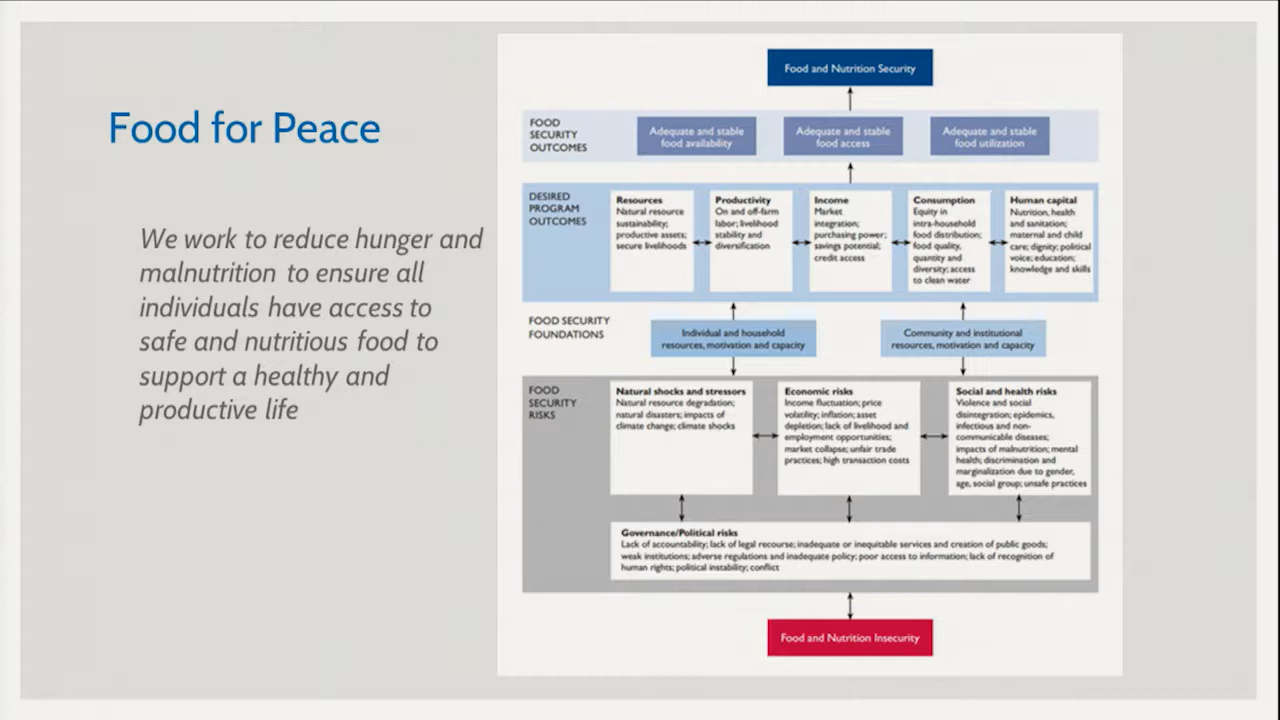 Food for Peace
We work to reduce hunger and
malnutrition to ensure all
individuals have access to
safe and nutritious food to
support a healthy and
productive life
Food and Nutrition Security
FOOD
SECURITY
OUTCOMES
Adequate and stable
food availability
Adequate and stable
food access
Adequate and stable
food utilization
DESIRED
PROGRAM
OUTCOMES
Resources
Natural resource
sustainability;
productive assets;
secure livelihoods
Productivity
On and off-farm
labor; livelihood
stability and
diversification
Income
Market
integration;
purchasing power;
savings potential;
credit access
Consumption
Equity in
intra-household
food distribution;
food quality,
quantity and
diversity; access
to clean water
Human capital
Nutrition, health
and sanitation;
maternal and child
care; dignity; political
voice; education;
knowledge and skills
FOOD SECURITY
FOUNDATIONS
Individual and household
resources, motivation and capacity
Community and institutional
resources, motivation and capacity
FOOD
SECURITY
RISKS
Natural shocks and stressors
Natural resource degradation;
natural disasters; impacts of
climate change; climate shocks
Economic risks
Income fluctuation; price
volatility; inflation; asset
depletion; lack of livelihood and
employment opportunities;
market collapse; unfair trade
practices; high transaction costs
Social and health risks
Violence and social
disintegration; epidemics,
infectious and non-
communicable diseases;
impacts of malnutrition; mental
health; discrimination and
marginalization due to gender,
age, social group; unsafe practices
Governance/Political risks
Lack of accountability; lack of legal recourse; inadequate or inequitable services and creation of public goods;
weak institutions; adverse regulations and inadequate policy; poor access to information; lack of recognition of
human rights; political instability; conflict
Food and Nutrition Insecurity